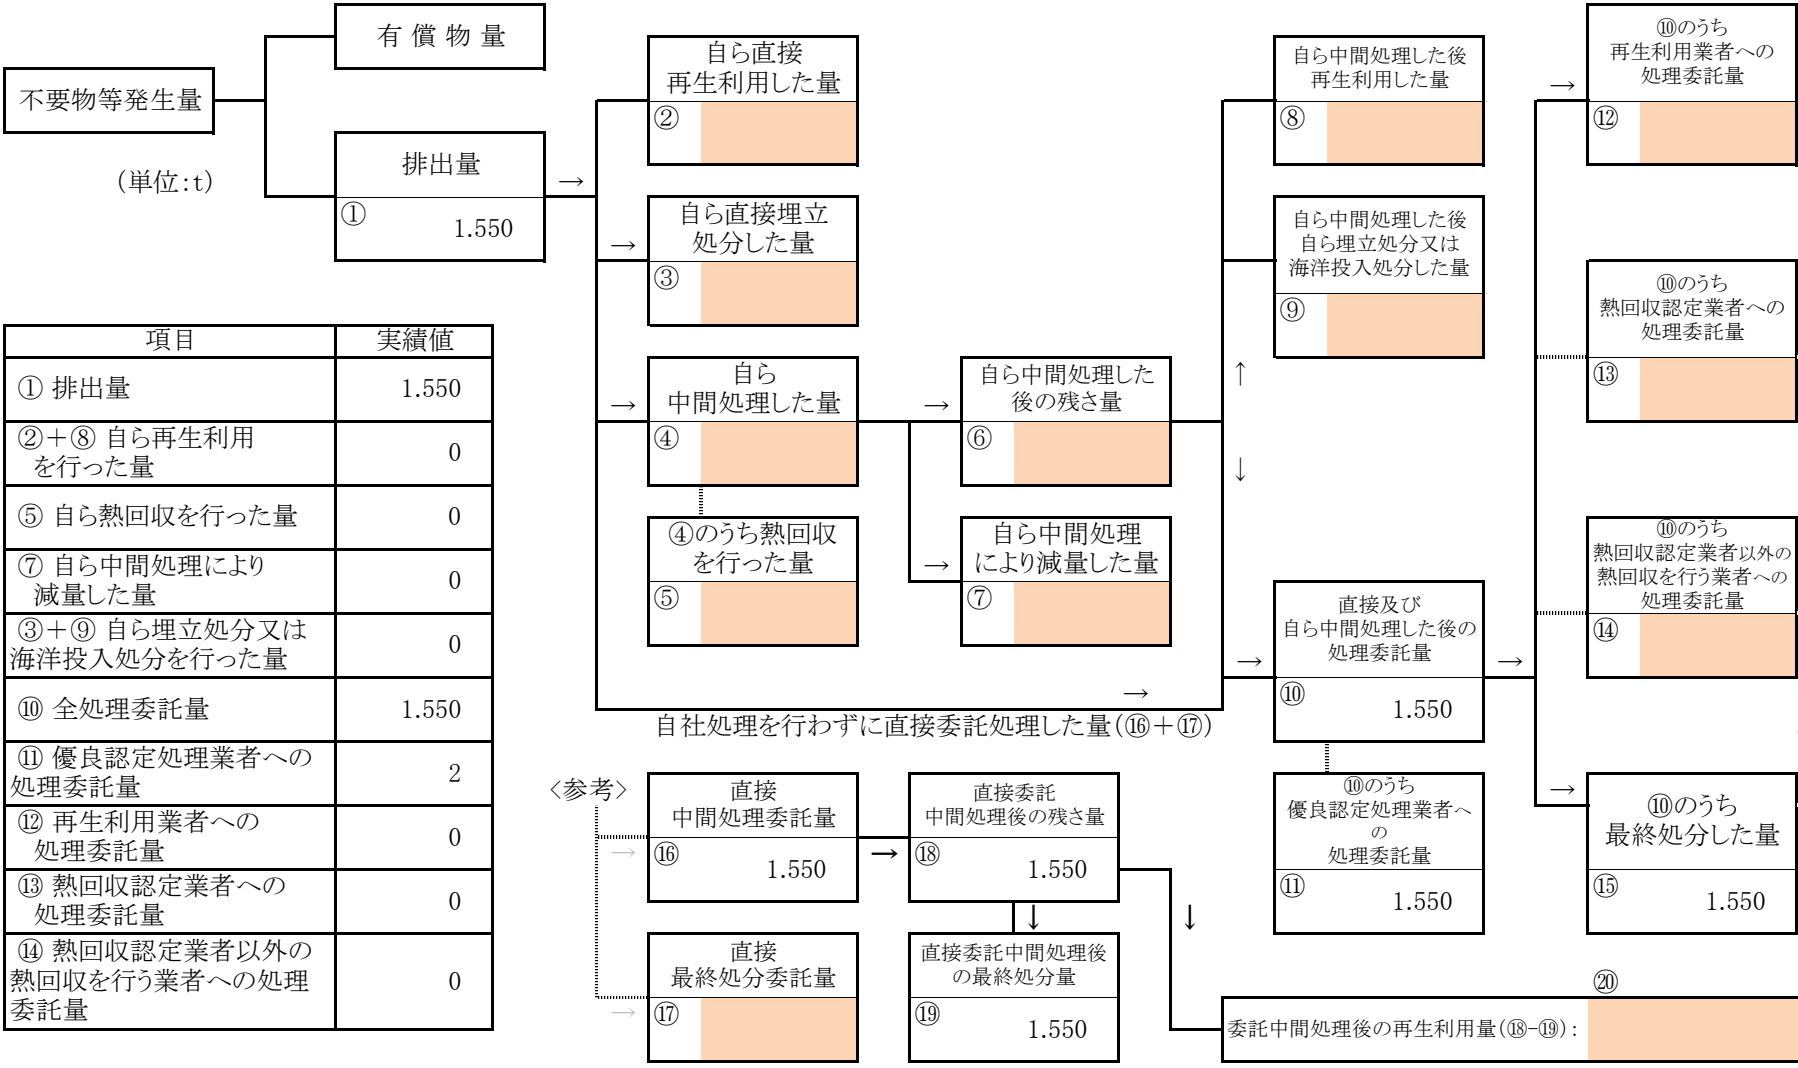 有 償 物 量
不要物等発生量
(単位:t)
排出量
①
1.550
→
自ら直接
再生利用した量
②
→
自ら直接埋立
処分した量
③
→
自ら
中間処理した量
④
④のうち熱回収
を行った量
⑤
→
自ら中間処理した
後の残さ量
⑥
→
自ら中間処理
により減量した量
⑦
自ら中間処理した後
再生利用した量
⑧
自ら中間処理した後
自ら埋立処分又は
海洋投入処分した量
⑨
↑
↓
→
直接及び
自ら中間処理した後の
処理委託量
⑩
1.550
→
⑩のうち
優良認定処理業者へ
の
処理委託量
⑪
1.550
→
⑩のうち
再生利用業者への
処理委託量
⑫
⑩のうち
熱回収認定業者への
処理委託量
⑬
⑩のうち
熱回収認定業者以外の
熱回収を行う業者への
処理委託量
⑭
→
⑩のうち
最終処分した量
⑮
1.550
→
自社処理を行わずに直接委託処理した量(⑯+⑰)
<参考>
→
直接
中間処理委託量
⑯
1.550
→
直接委託
中間処理後の残さ量
⑱
1.550
↓
↓
→
直接
最終処分委託量
⑰
直接委託中間処理後
の最終処分量
⑲
1.550
⑳
委託中間処理後の再生利用量(⑱-⑲):
項目 実績値
① 排出量 1.550
②+⑧ 自ら再生利用
を行った量 0
⑤ 自ら熱回収を行った量 0
⑦ 自ら中間処理により
減量した量 0
③+⑨ 自ら埋立処分又は
海洋投入処分を行った量 0
⑩ 全処理委託量 1.550
⑪ 優良認定処理業者への
処理委託量 2
⑫ 再生利用業者への
処理委託量 0
⑬ 熱回収認定業者への
処理委託量 0
⑭ 熱回収認定業者以外の
熱回収を行う業者への処理 0
委託量